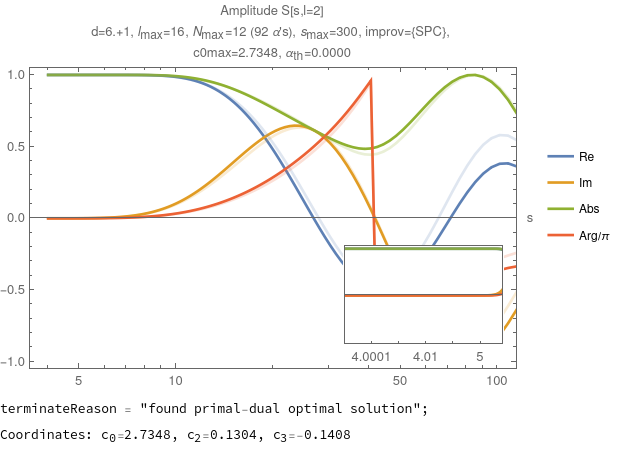 Amplitude S[s,l=2]
d=6.+1, lmax=16, Nmax=12 (92 α's), smax=300, improv={SPC},
c0max=2.7348, αth=0.0000
1.0
0.5
0.0
-0.5
-1.0
5
10
50
100
s
4.0001
4.01
5
Re
Im
Abs
Arg/π
terminateReason = "found primal-dual optimal solution";
Coordinates: c0=2.7348, c2=0.1304, c3=-0.1408